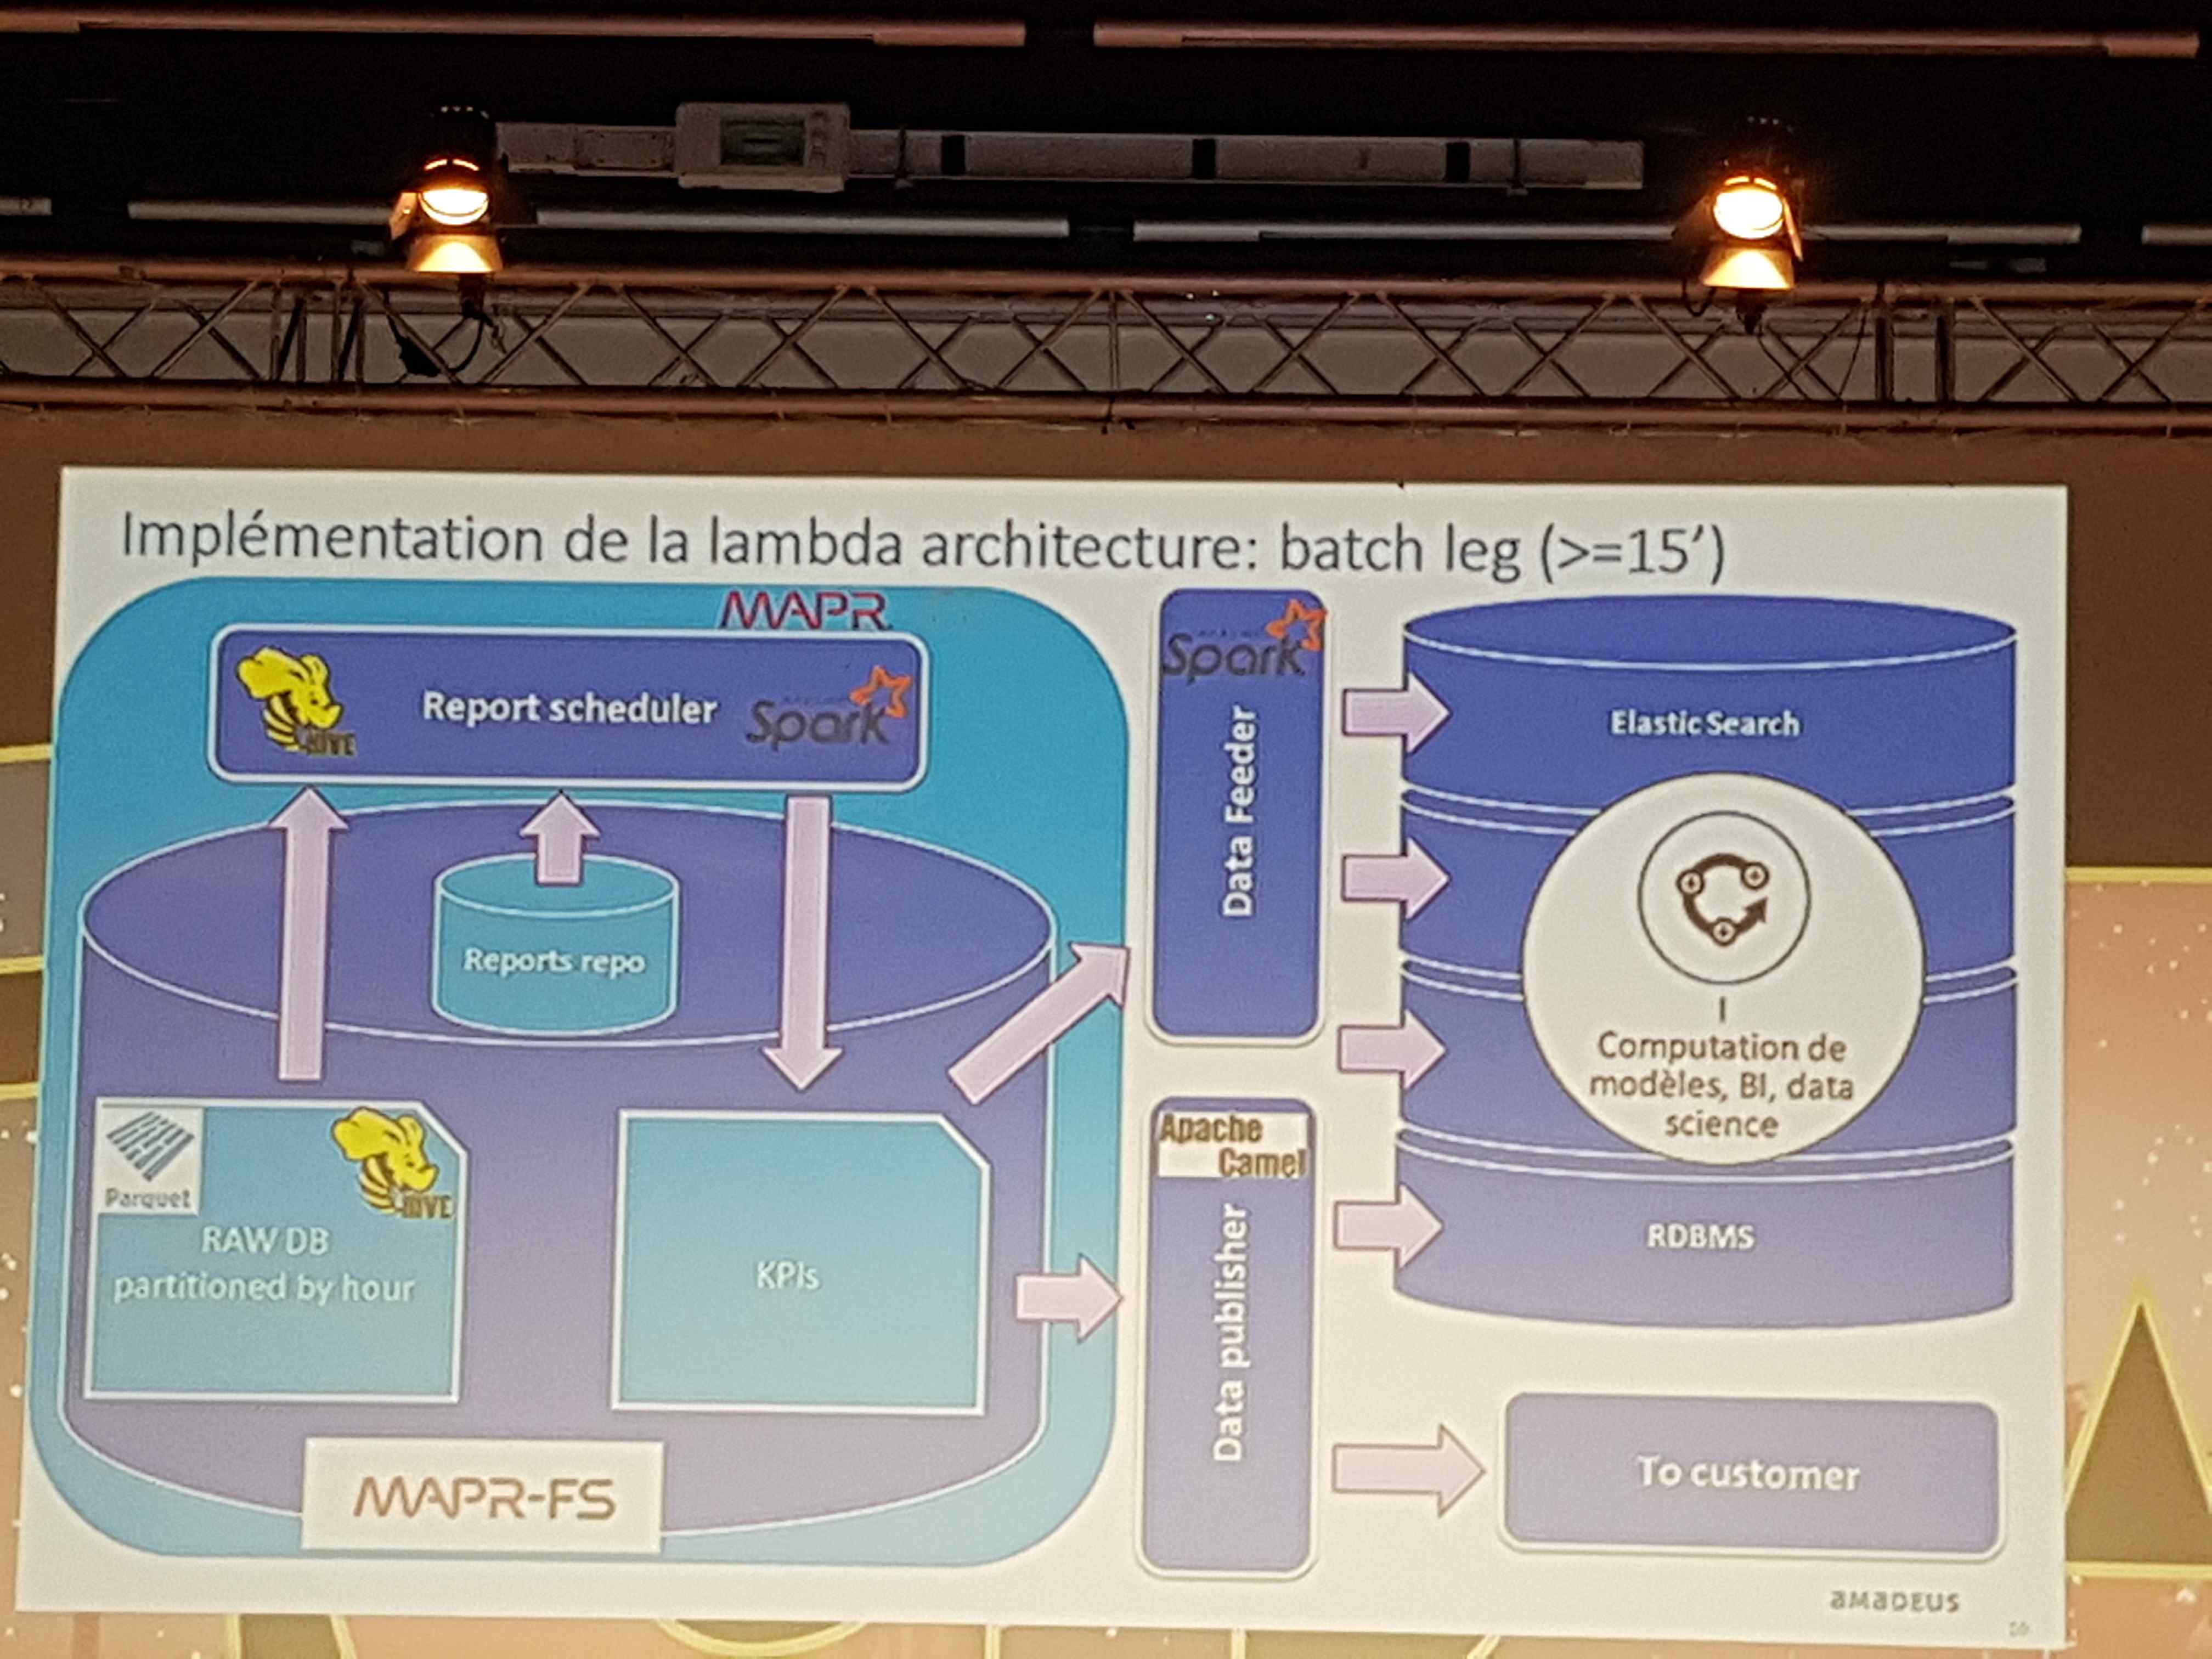 Implémentation de la lambda architecture: batch leg (>=15’)
MAPR
HIVE
Report scheduler
Spark
Reports repo
Parquet
HIVE
RAW DB
partitioned by hour
KPIs
MAPR-FS
Spark
Data Feeder
Apache
Camel
Data publisher
Elastic Search
Computation de
modèles, BI, data
science
RDBMS
To customer
amadeus